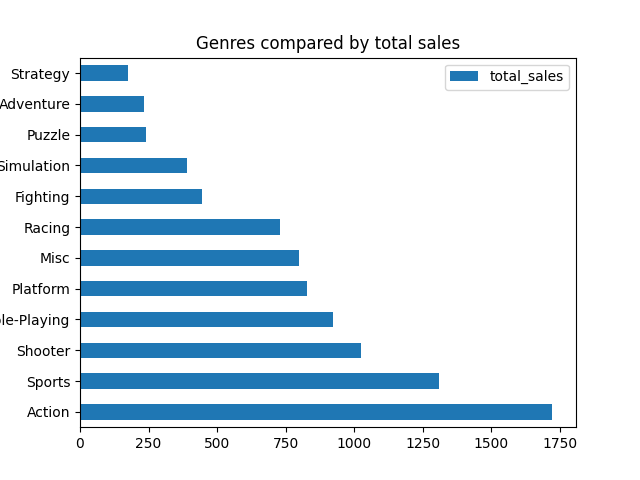 Genres compared by total sales
total_sales
Strategy
Adventure
Puzzle
Simulation
Fighting
Racing
Misc
Platform
ole-Playing
Shooter
Sports
Action
0 250 500 750 1000 1250 1500 1750